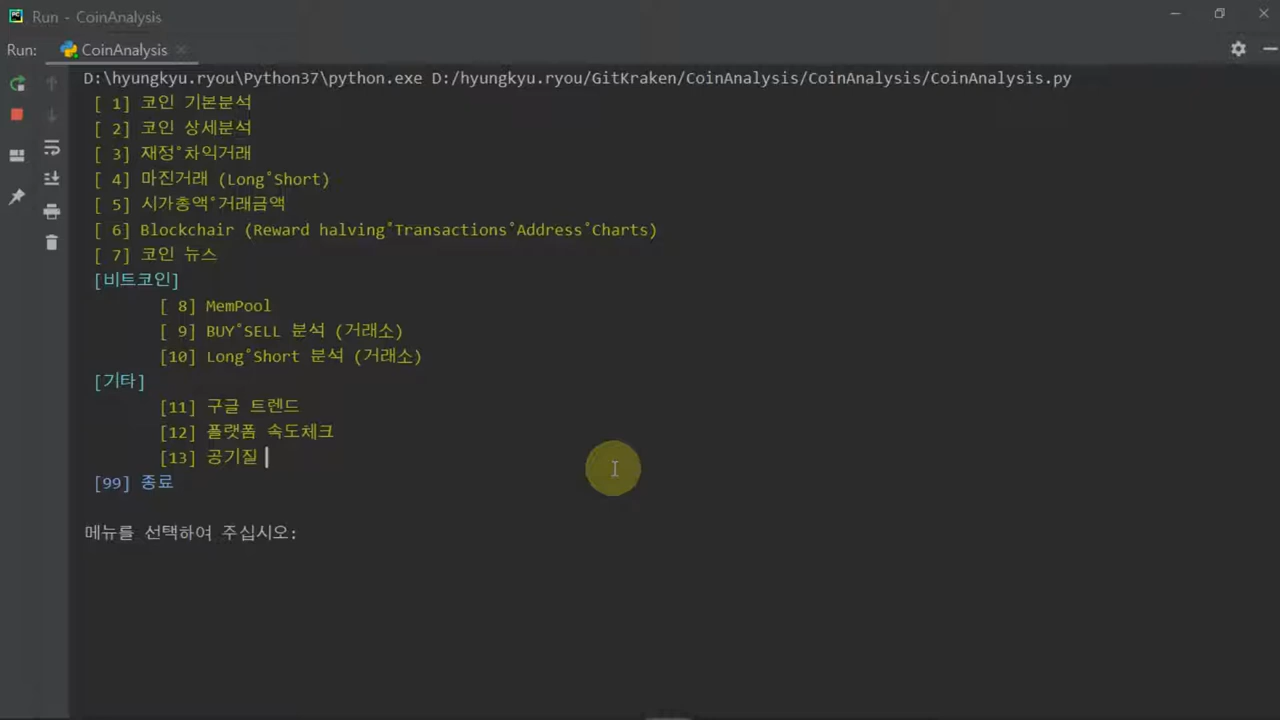 Run - CoinAnalysis
Run: CoinAnalysis
D:\hyungkyu.ryou\Python37\python.exe D:/hyungkyu.ryou/GitKraken/CoinAnalysis/CoinAnalysis/CoinAnalysis.py
[ 1] 코인 기본분석
[ 2] 코인 상세분석
[ 3] 재정˚차익거래
[ 4] 마진거래 (Long˚Short)
[ 5] 시가총액˚거래금액
[ 6] Blockchair (Reward halving˚Transactions˚Address˚Charts)
[ 7] 코인 뉴스
[비트코인]
[ 8] MemPool
[ 9] BUY˚SELL 분석 (거래소)
[10] Long˚Short 분석 (거래소)
[기타]
[11] 구글 트렌드
[12] 플랫폼 속도체크
[13] 공기질
[99] 종료
메뉴를 선택하여 주십시오: